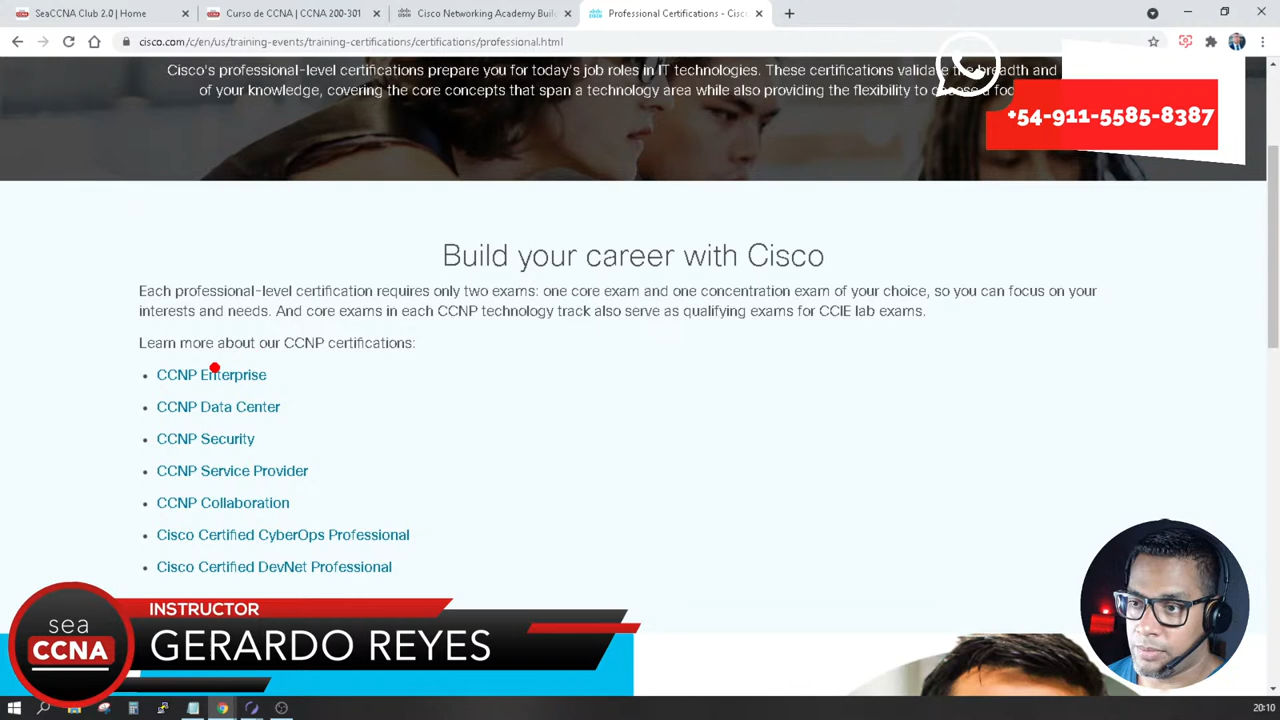 SeaCCNA Club 2.0 | Home
Curso de CCNA | CCNA 200-301
Cisco Networking Academy Buil
Professional Certifications - Cisc
cisco.com/c/en/us/training-events/training-certifications/certifications/professional.html
Cisco's professional-level certifications prepare you for today's job roles in IT technologies. These certifications validate the breadth and
of your knowledge, covering the core concepts that span a technology area while also providing the flexibility to choose a foc
+54-911-5585-8387
Build your career with Cisco
Each professional-level certification requires only two exams: one core exam and one concentration exam of your choice, so you can focus on your
interests and needs. And core exams in each CCNP technology track also serve as qualifying exams for CCIE lab exams.
Learn more about our CCNP certifications:
• CCNP Enterprise
• CCNP Data Center
• CCNP Security
• CCNP Service Provider
• CCNP Collaboration
• Cisco Certified CyberOps Professional
• Cisco Certified DevNet Professional
sea
CCNA
INSTRUCTOR
GERARDO REYES
20:10